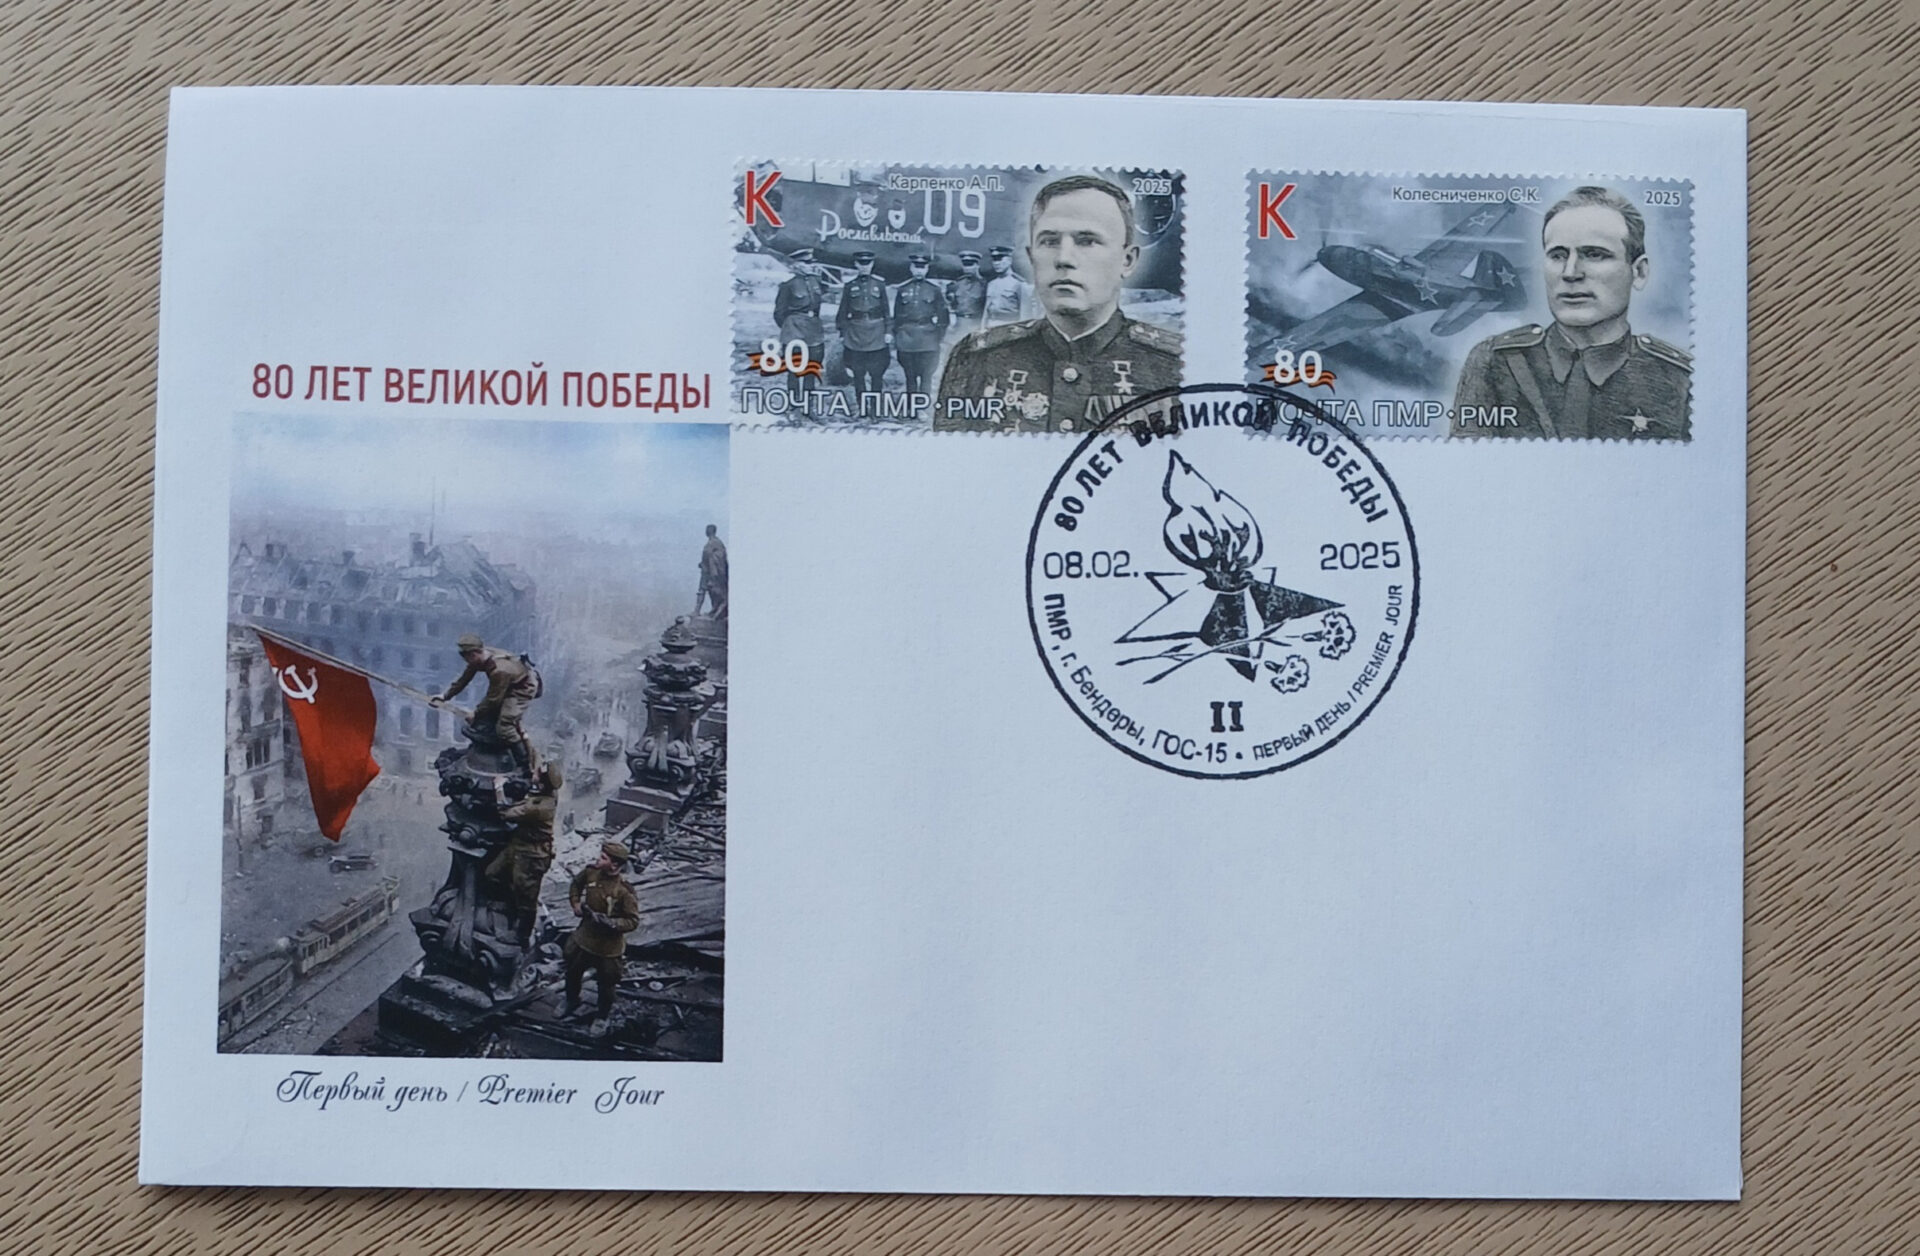 К
Карпенко А.П.
2025
Рославльский
09
80
ПОЧТА ПМР·PMR
К
Колесниченко С.К.
2025
80
ПОЧТА ПМР·PMR
80 ЛЕТ ВЕЛИКОЙ ПОБЕДЫ
80 ЛЕТ ВЕЛИКОЙ ПОБЕДЫ
08.02. 2025
II
ПМР, г. Бендеры, ГОС-15 • ПЕРВЫЙ ДЕНЬ / PREMIER JOUR
Первый день / Premier Jour